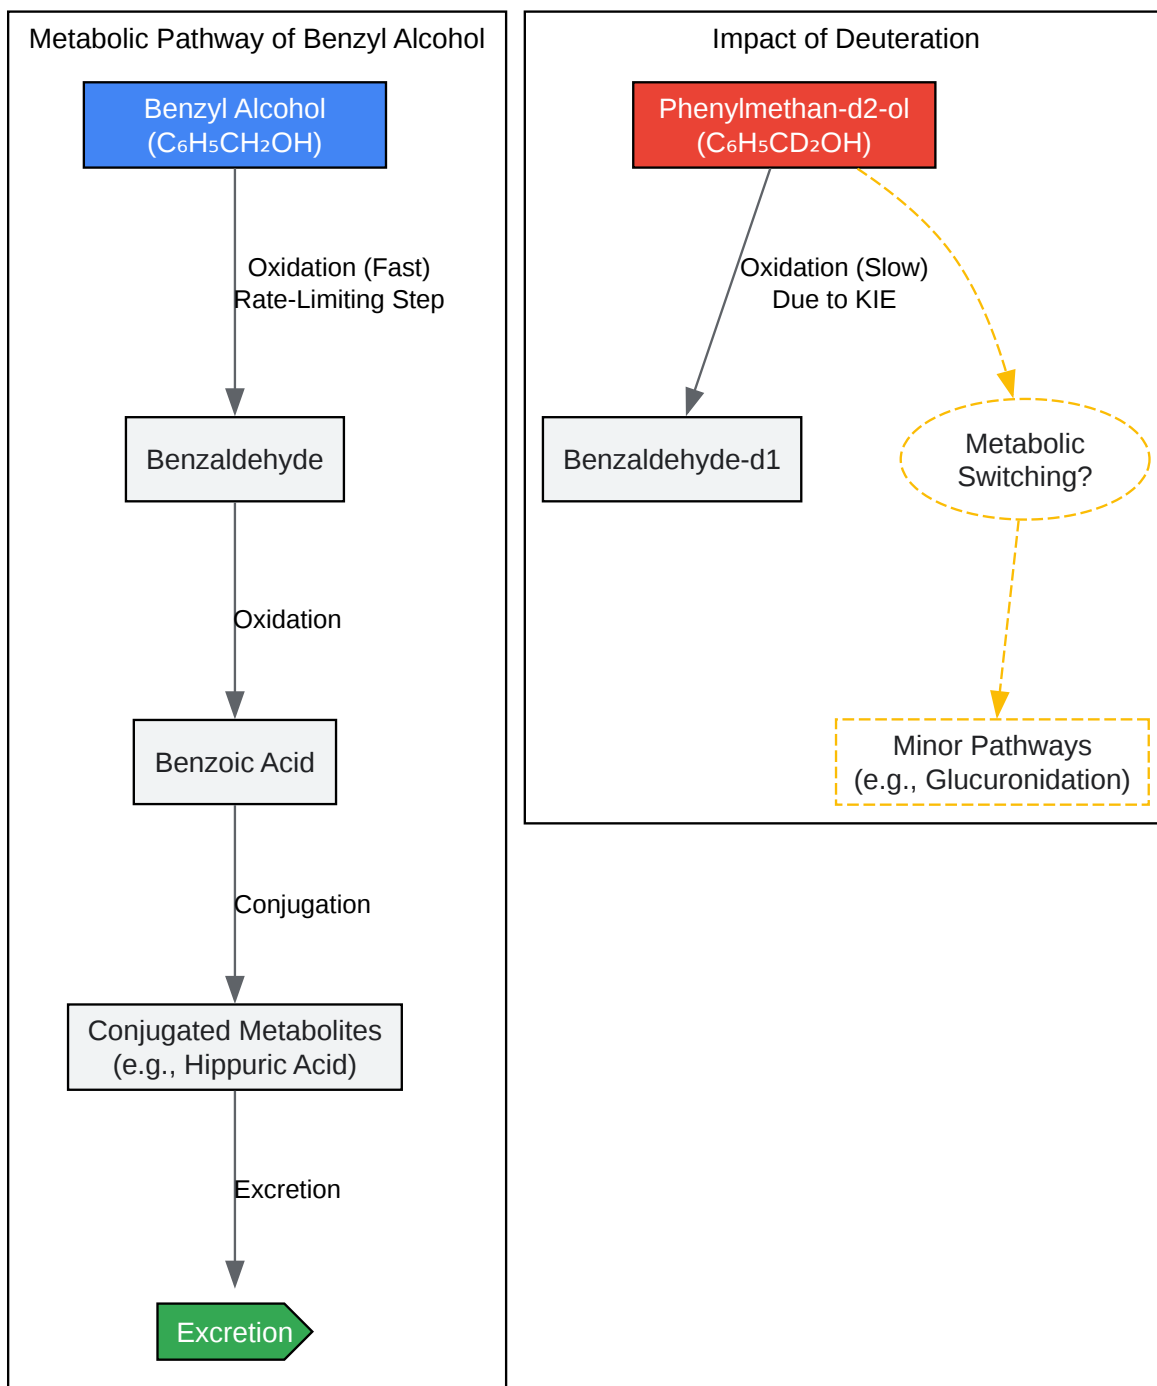 Metabolic Pathway of Benzyl Alcohol
Benzyl Alcohol
(C₆H₅CH₂OH)
Oxidation (Fast)
Rate-Limiting Step
Benzaldehyde
Oxidation
Benzoic Acid
Conjugation
Conjugated Metabolites
(e.g., Hippuric Acid)
Excretion
Excretion
Impact of Deuteration
Phenylmethan-d2-ol
(C₆H₅CD₂OH)
Oxidation (Slow)
Due to KIE
Benzaldehyde-d1
Metabolic
Switching?
Minor Pathways
(e.g., Glucuronidation)